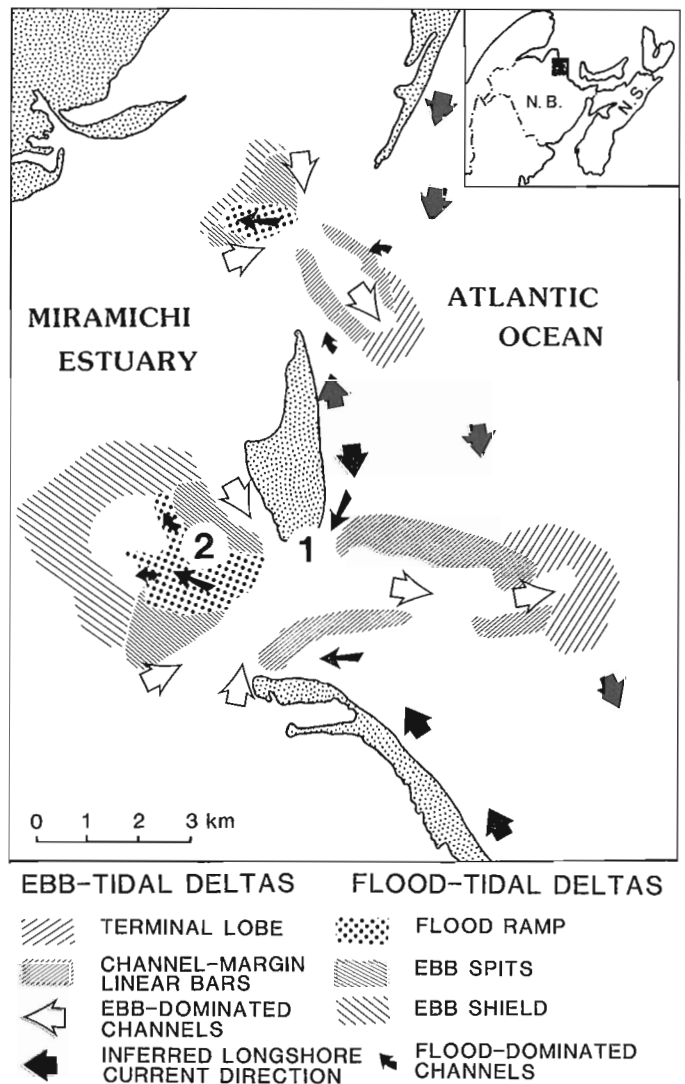 N. B.
N. S.
MIRAMICHI
ESTUARY
ATLANTIC
OCEAN
2
1
0 1 2 3 km
EBB-TIDAL DELTAS
TERMINAL LOBE
CHANNEL-MARGIN
LINEAR BARS
EBB-DOMINATED
CHANNELS
INFERRED LONGSHORE
CURRENT DIRECTION
FLOOD-TIDAL DELTAS
FLOOD RAMP
EBB SPITS
EBB SHIELD
FLOOD-DOMINATED
CHANNELS